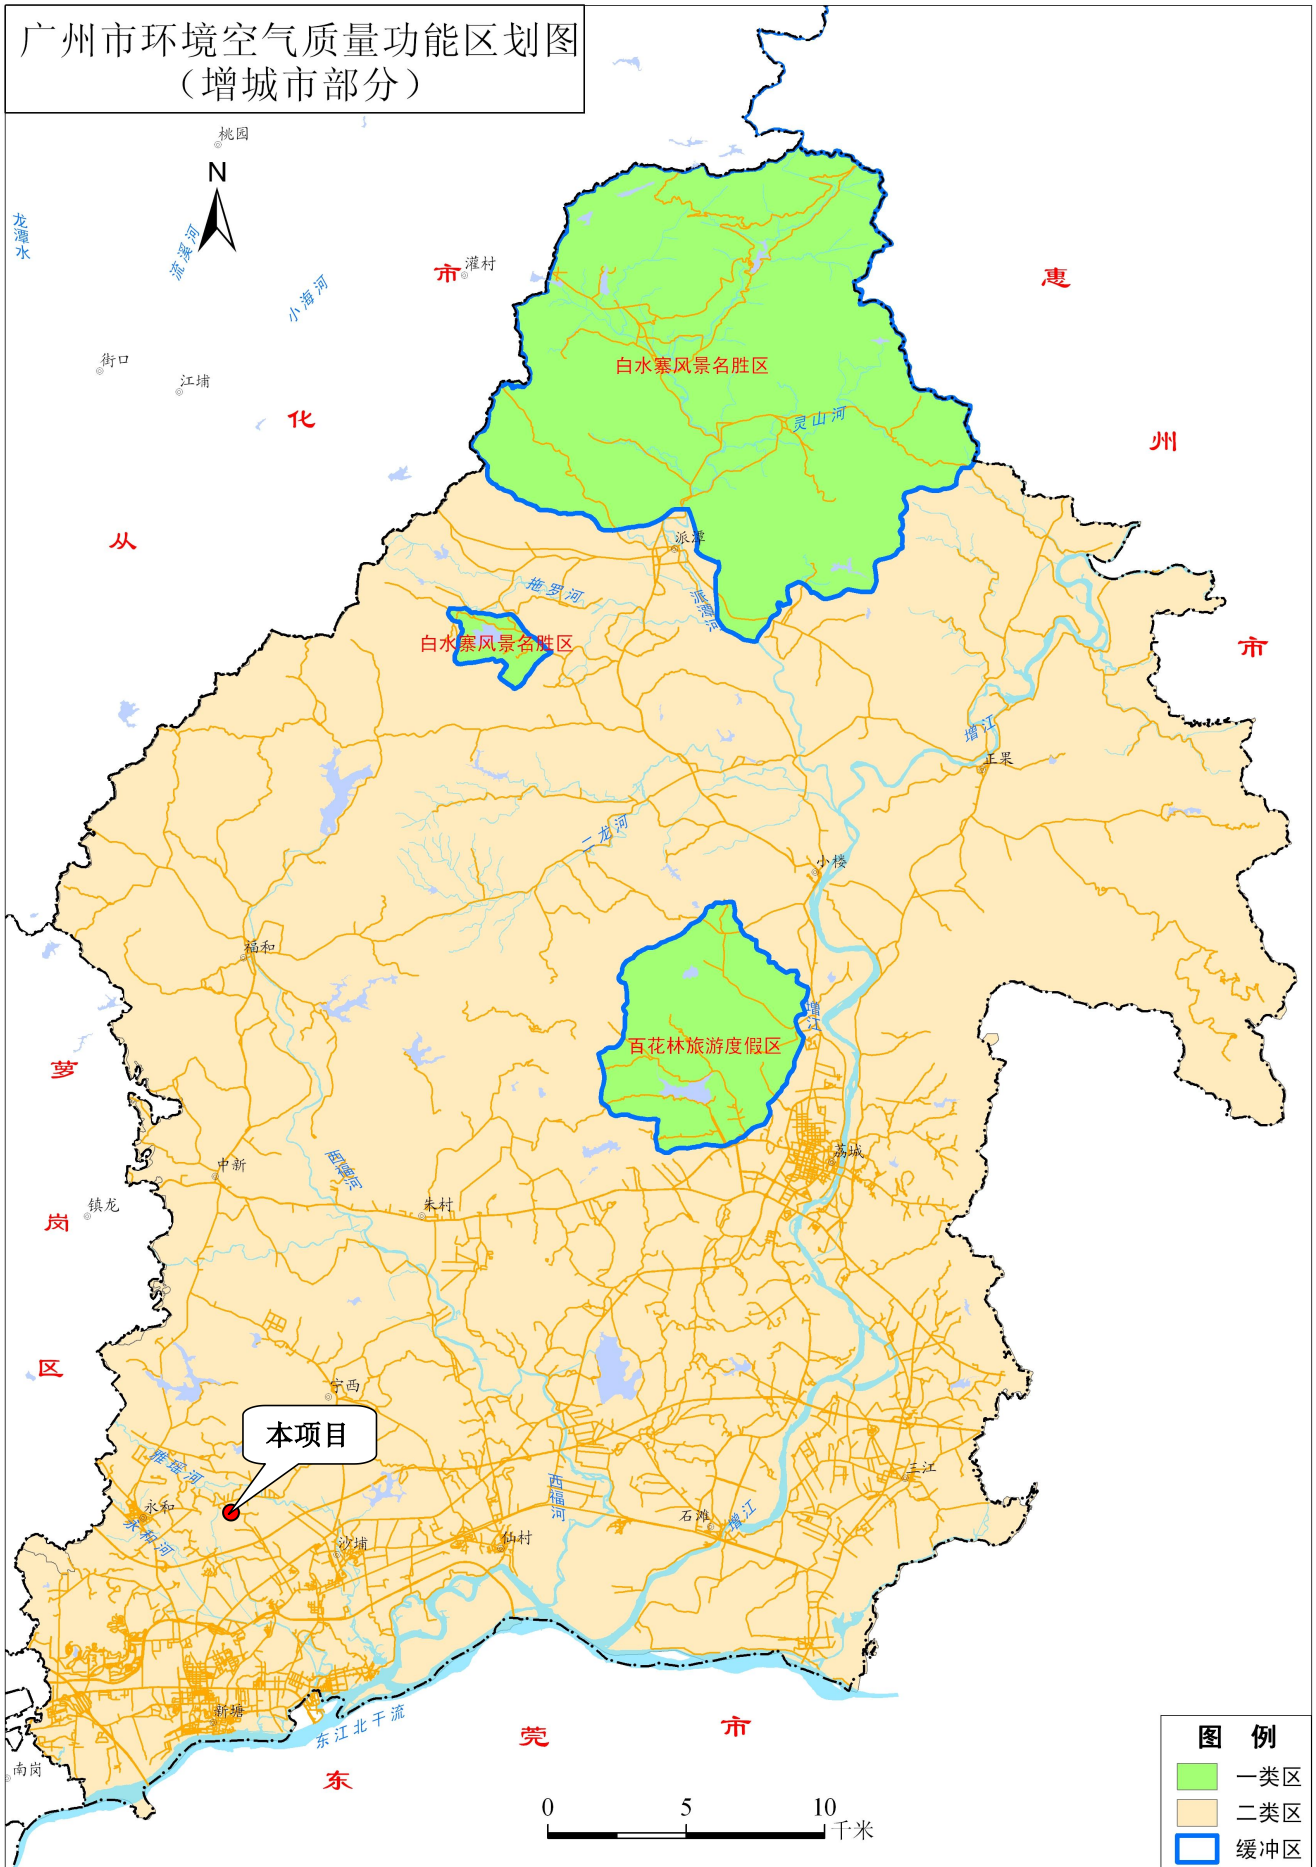 广州市环境空气质量功能区划图
（增城市部分）
桃园
N
龙潭水
流溪河
小海河
市
灌村
惠
街口
江埔
白水寨风景名胜区
化
灵山河
州
从
派潭
拖罗河
派潭河
白水寨风景名胜区
市
增江
正果
二龙河
小楼
福和
增江
百花林旅游度假区
萝
荔城
中新
西福河
镇龙
朱村
岗
区
宁西
本项目
雅瑶河
三江
永和
西福河
石滩
增江
永和河
沙埔
仙村
新塘
东江北干流
莞
市
南岗
东
0 5 10
千米
图 例
一类区
二类区
缓冲区